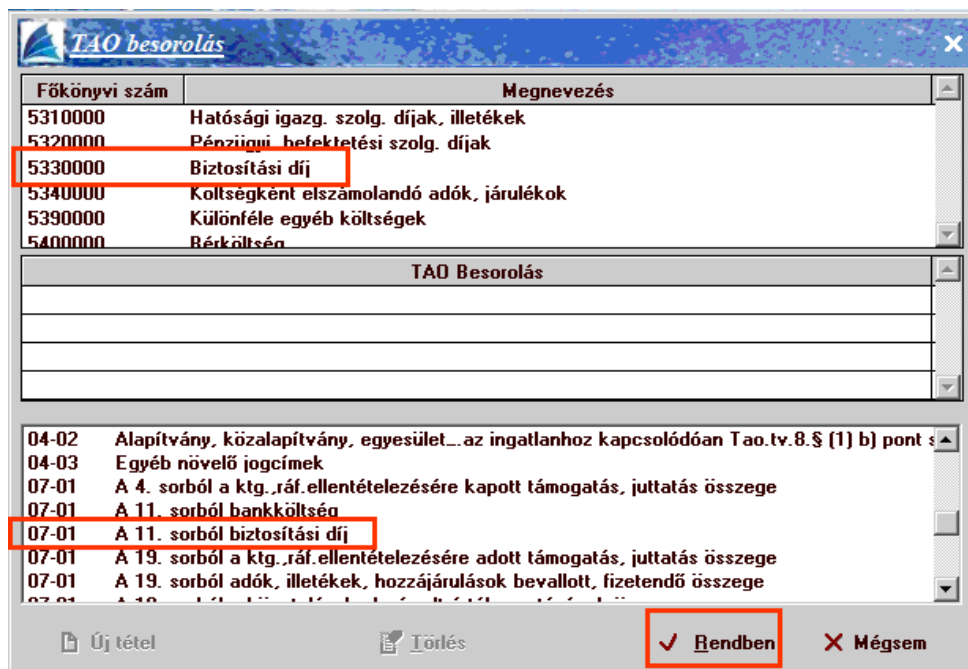 TAO besorolás
Főkönyvi szám Megnevezés
5310000 Hatósági igazg. szolg. díjak, illetékek
5320000 Pénzügyi, befektetési szolg. díjak
5330000 Biztosítási díj
5340000 Költségként elszámolandó adók, járulékok
5390000 Különféle egyéb költségek
5400000 Bérköltség
TAO Besorolás
04-02 Alapítvány, közalapítvány, egyesület_.az ingatlanhoz kapcsolódóan Tao.tv.8.§ (1) b) pont s
04-03 Egyéb növelő jogcímek
07-01 A 4. sorból a ktg.,ráf.ellentételezésére kapott támogatás, juttatás összege
07-01 A 11. sorból bankköltség
07-01 A 11. sorból biztosítási díj
07-01 A 19. sorból a ktg.,ráf.ellentételezésére adott támogatás, juttatás összege
07-01 A 19. sorból adók, illetékek, hozzájárulások bevallott, fizetendő összege
07-01
Új tétel Törlés Rendben Mégsem